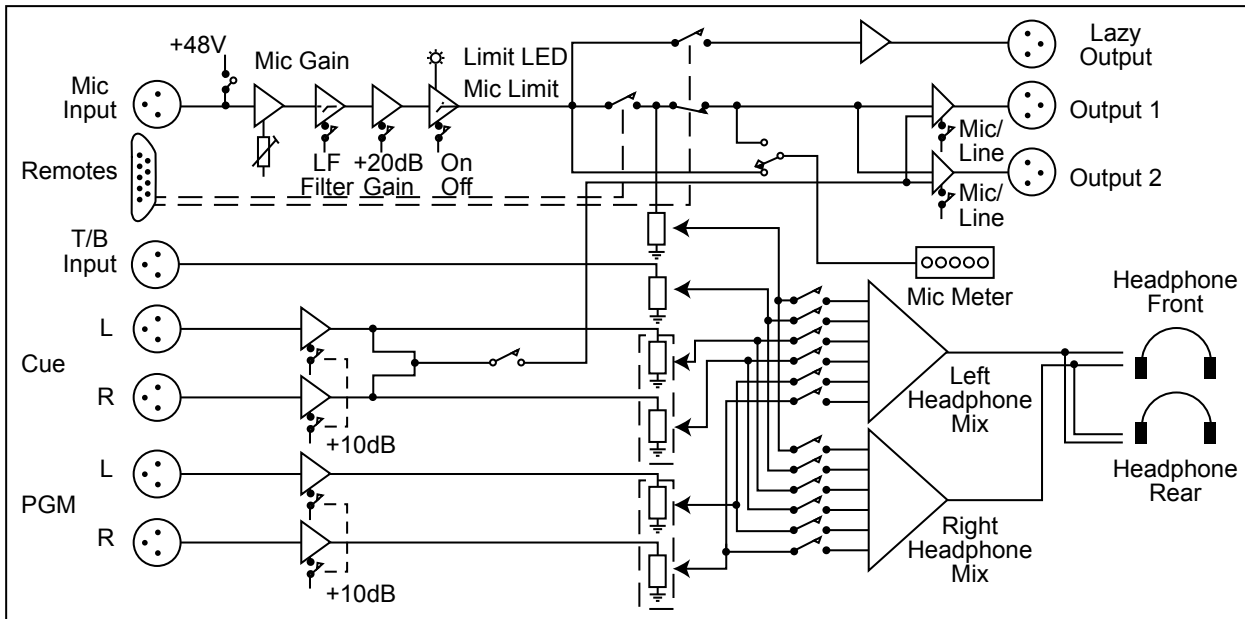 +48V
Mic Gain
Limit LED
Lazy
Output
Mic
Input
Mic Limit
Output 1
Mic/
Line
Remotes
LF
Filter
+20dB
Gain
On
Off
Output 2
Mic/
Line
T/B
Input
Mic Meter
Headphone
Front
L
Cue
R
+10dB
Left
Headphone
Mix
L
PGM
R
+10dB
Right
Headphone
Mix
Headphone
Rear